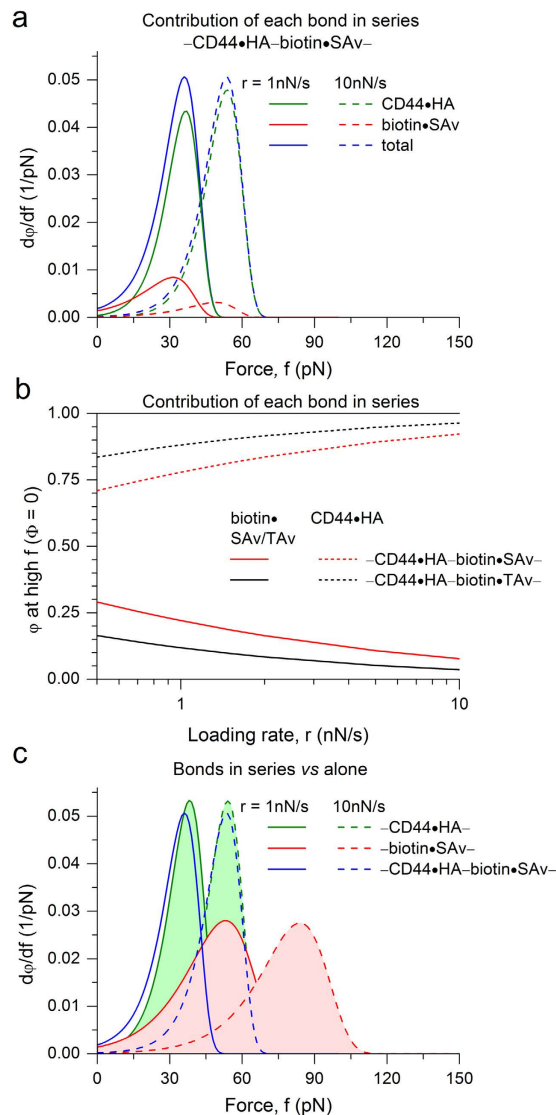 a
Contribution of each bond in series
–CD44•HA–biotin•SAv–
r = 1nN/s 10nN/s
CD44•HA
biotin•SAv
total
0.05
0.04
0.03
0.02
0.01
0.00
dφ/df (1/pN)
0 30 60 90 120 150
Force, f (pN)
b
Contribution of each bond in series
1.00
0.75
0.50
0.25
0.00
φ at high f (Φ = 0)
biotin• CD44•HA
SAv/TAv
–CD44•HA–biotin•SAv–
–CD44•HA–biotin•TAv–
1 10
Loading rate, r (nN/s)
c
Bonds in series vs alone
r = 1nN/s 10nN/s
–CD44•HA–
–biotin•SAv–
–CD44•HA–biotin•SAv–
0.05
0.04
0.03
0.02
0.01
0.00
dφ/df (1/pN)
0 30 60 90 120 150
Force, f (pN)